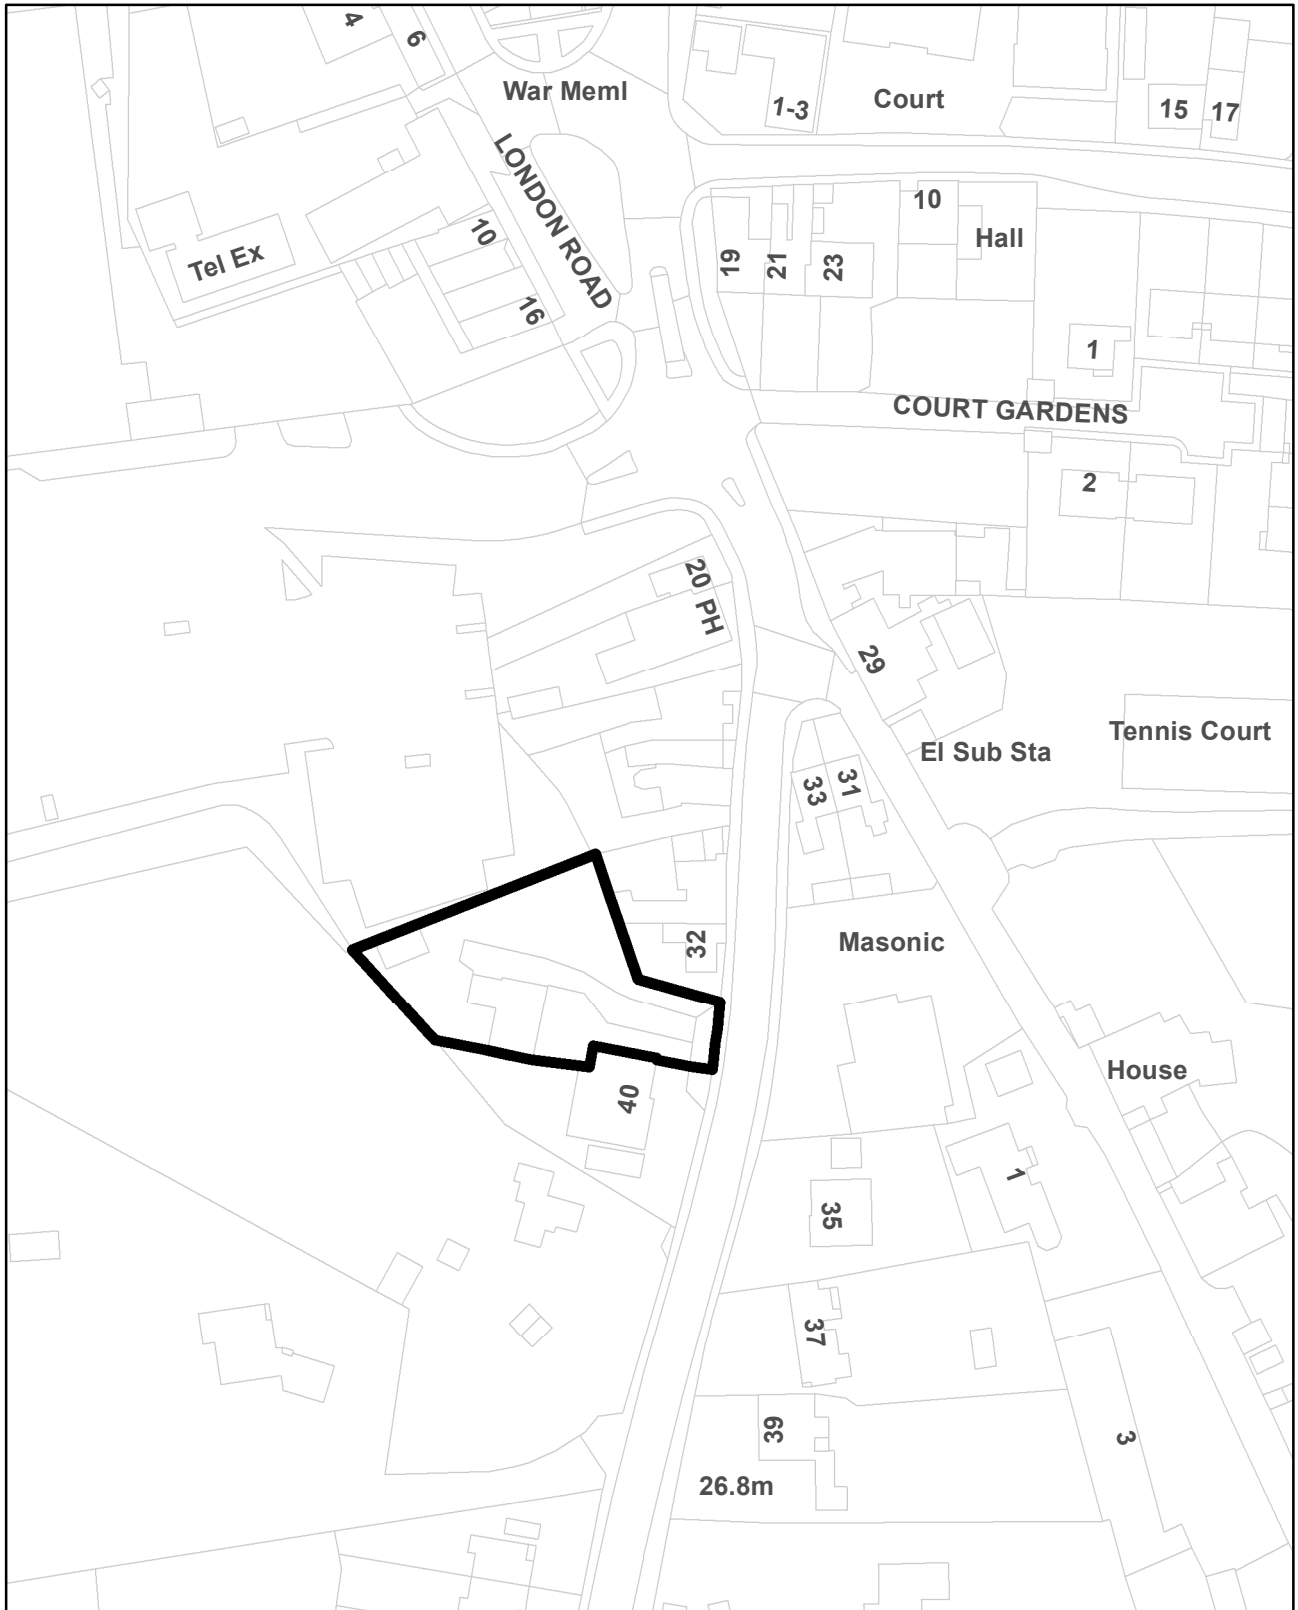 4
6
War Meml
1-3
Court
15
17
LONDON ROAD
10
Hall
Tel Ex
10
16
19
21
23
1
COURT GARDENS
2
20 PH
29
El Sub Sta
Tennis Court
33
31
32
Masonic
40
House
1
35
37
39
3
26.8m